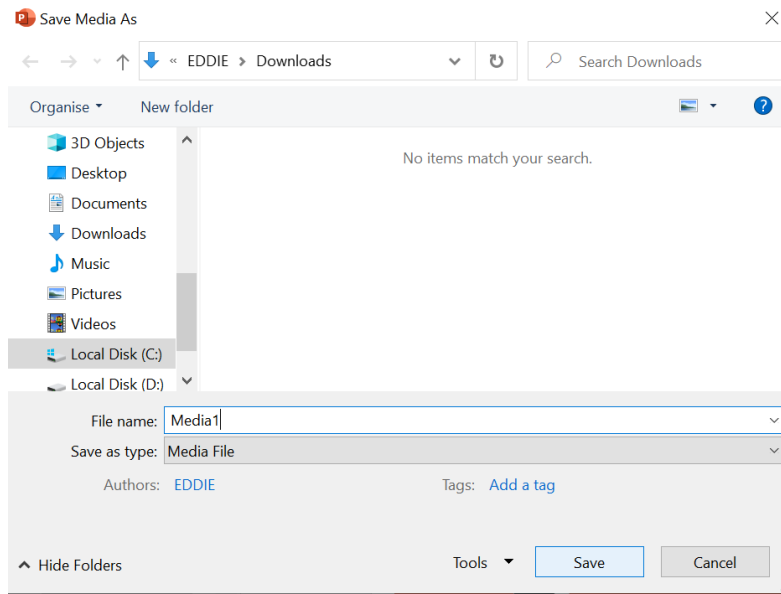 Save Media As
« EDDIE > Downloads
Search Downloads
Organise
New folder
3D Objects
Desktop
Documents
Downloads
Music
Pictures
Videos
Local Disk (C:)
Local Disk (D:)
No items match your search.
File name: Media1
Save as type: Media File
Authors: EDDIE
Tags: Add a tag
Hide Folders
Tools
Save
Cancel